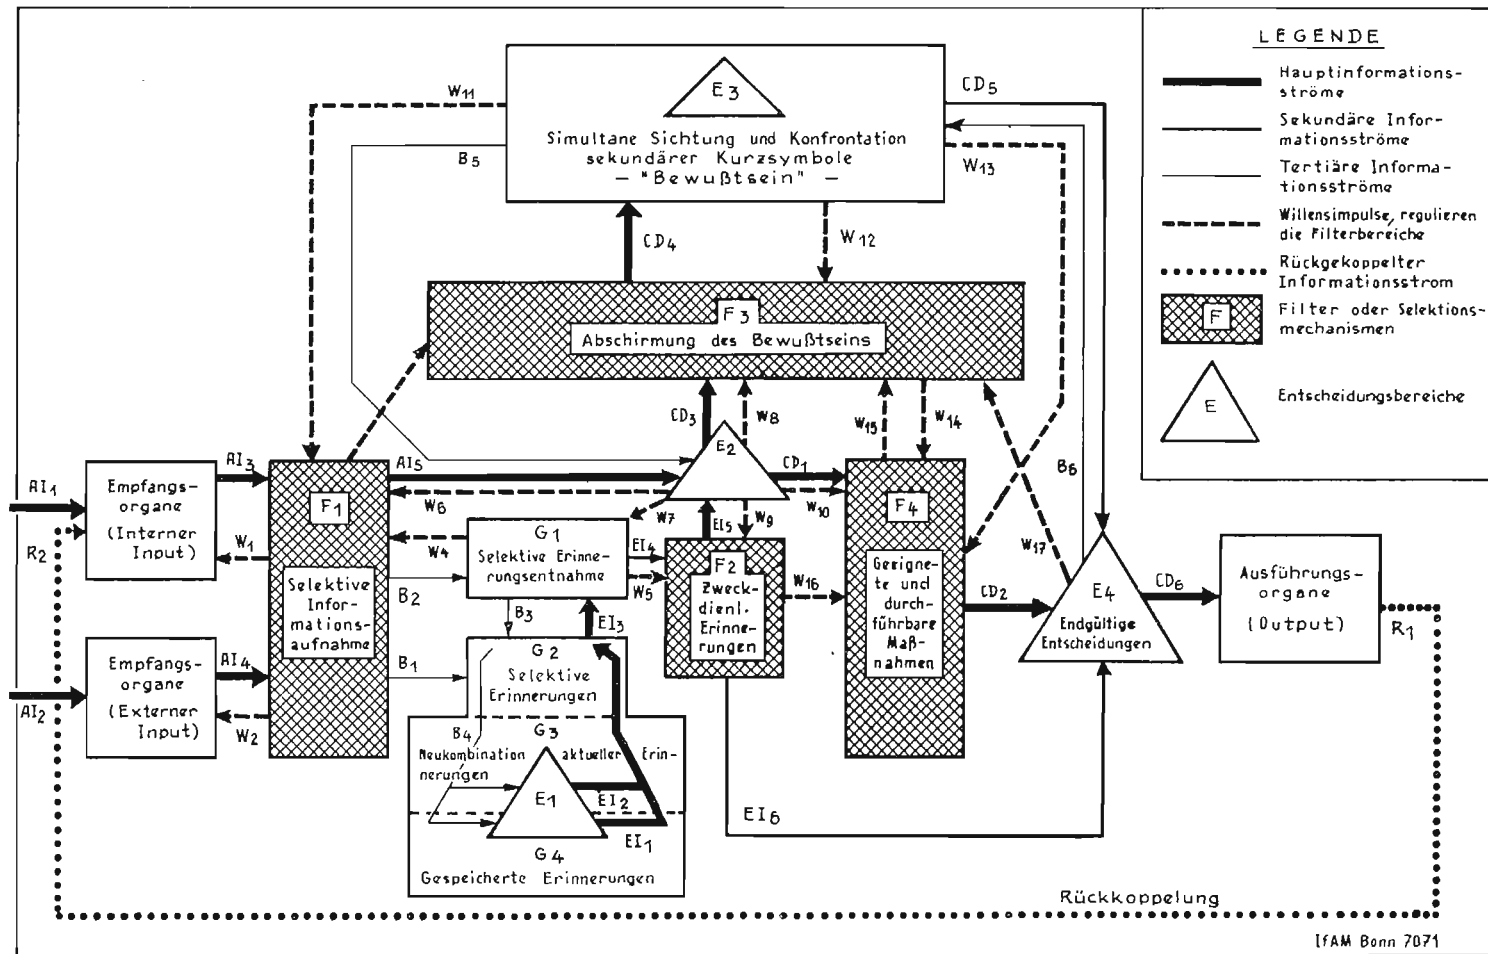 LEGENDE
Hauptinformations-
ströme
Sekundäre Infor-
mationsströme
Tertiäre Informa-
tionsströme
Willensimpulse, regulieren
die Filterbereiche
Rückgekoppelter
Informationsstrom
F
Filter oder Selektions-
mechanismen
E
Entscheidungsbereiche
E3
Simultane Sichtung und Konfrontation
sekundärer Kurzsymbole
— "Bewußtsein" —
W11
B5
CD5
W13
CD4
W12
F3
Abschirmung des Bewußtseins
CD3
W8
W15
W14
B6
W17
AI1
R2
AI2
Empfangs-
organe
(Interner
Input)
AI3
W1
Empfangs-
organe
(Externer
Input)
AI4
W2
F1
Selektive
Infor-
mations-
aufnahme
AI5
W6
W4
B2
B1
E2
CD1
W10
W7
EI5
W9
G1
Selektive Erinne-
rungsentnahme
EI4
W5
B3
EI3
F2
Zweck-
dienl.
Erinne-
rungen
W16
F4
Geeignete
und
durch-
führbare
Maß-
nahmen
CD2
E4
Endgültige
Entscheidungen
CD6
Ausführungs-
organe
(Output)
R1
G2
Selektive
Erinnerungen
B4
G3
Neukombination aktueller Erin-
nerungen
E1
EI2
EI1
G4
Gespeicherte Erinnerungen
EI6
Rückkoppelung
IfAM Bonn 7071